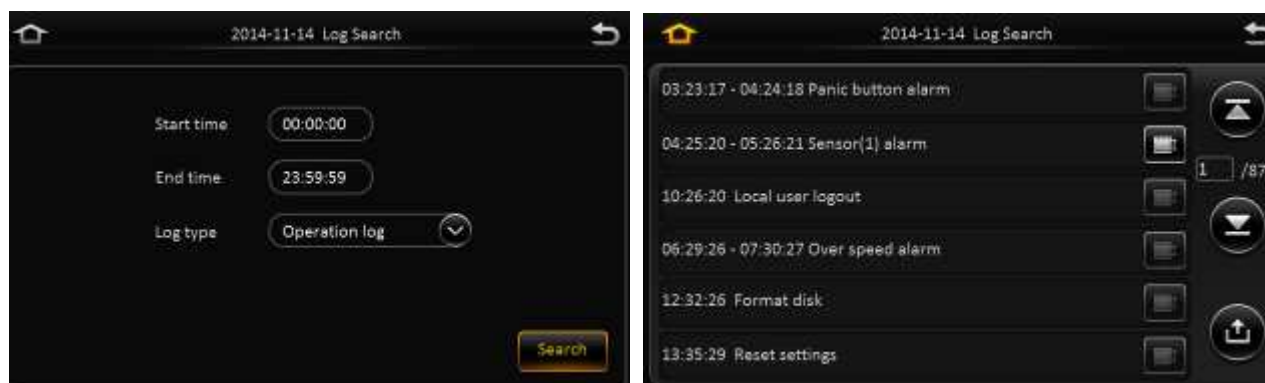 2014-11-14 Log Search
Start time 00:00:00
End time 23:59:59
Log type Operation log
Search
2014-11-14 Log Search
03:23:17 - 04:24:18 Panic button alarm
04:25:20 - 05:26:21 Sensor(1) alarm
1 /87
10:26:20 Local user logout
06:29:26 - 07:30:27 Over speed alarm
12:32:26 Format disk
13:35:29 Reset settings